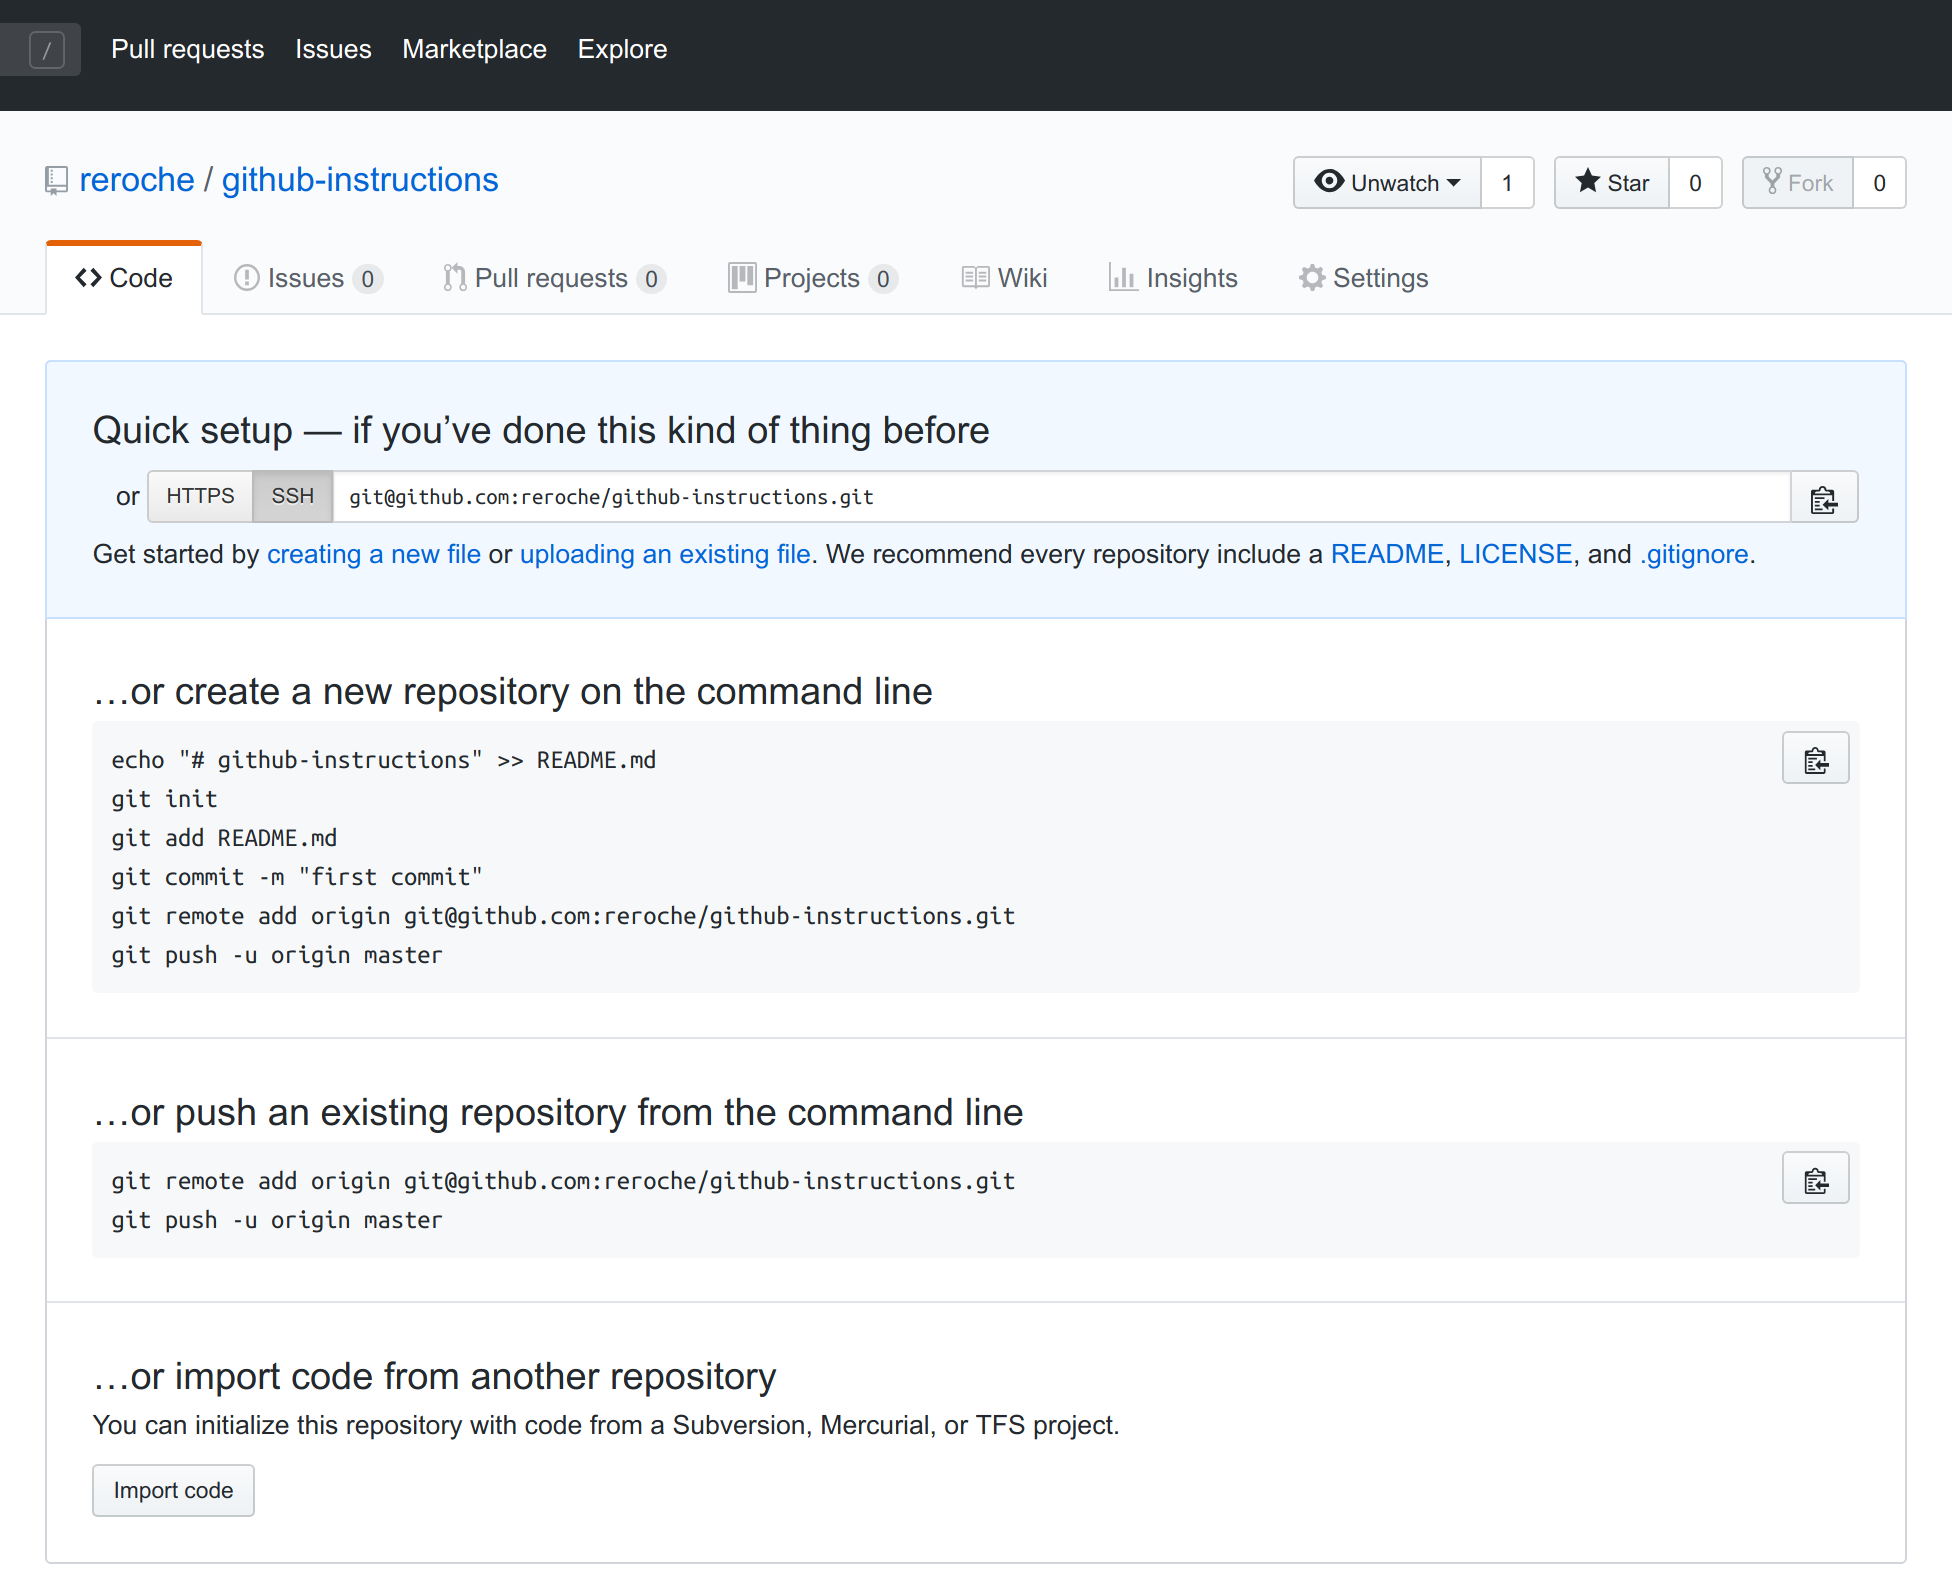 / Pull requests Issues Marketplace Explore
reroche / github-instructions
Unwatch 1 Star 0 Fork 0
Code Issues 0 Pull requests 0 Projects 0 Wiki Insights Settings
Quick setup — if you’ve done this kind of thing before
or HTTPS SSH git@github.com:reroche/github-instructions.git
Get started by creating a new file or uploading an existing file. We recommend every repository include a README, LICENSE, and .gitignore.
…or create a new repository on the command line
echo "# github-instructions" >> README.md
git init
git add README.md
git commit -m "first commit"
git remote add origin git@github.com:reroche/github-instructions.git
git push -u origin master
…or push an existing repository from the command line
git remote add origin git@github.com:reroche/github-instructions.git
git push -u origin master
…or import code from another repository
You can initialize this repository with code from a Subversion, Mercurial, or TFS project.
Import code